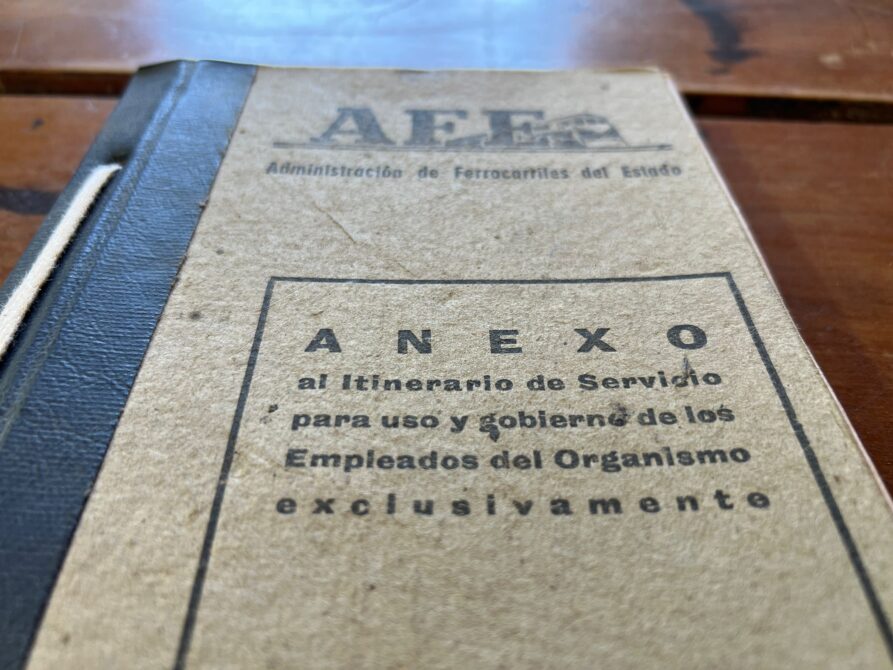 AFE
Administración de Ferrocarriles del Estado
ANEXO
al Itinerario de Servicio
para uso y gobierno de los
Empleados del Organismo
exclusivamente